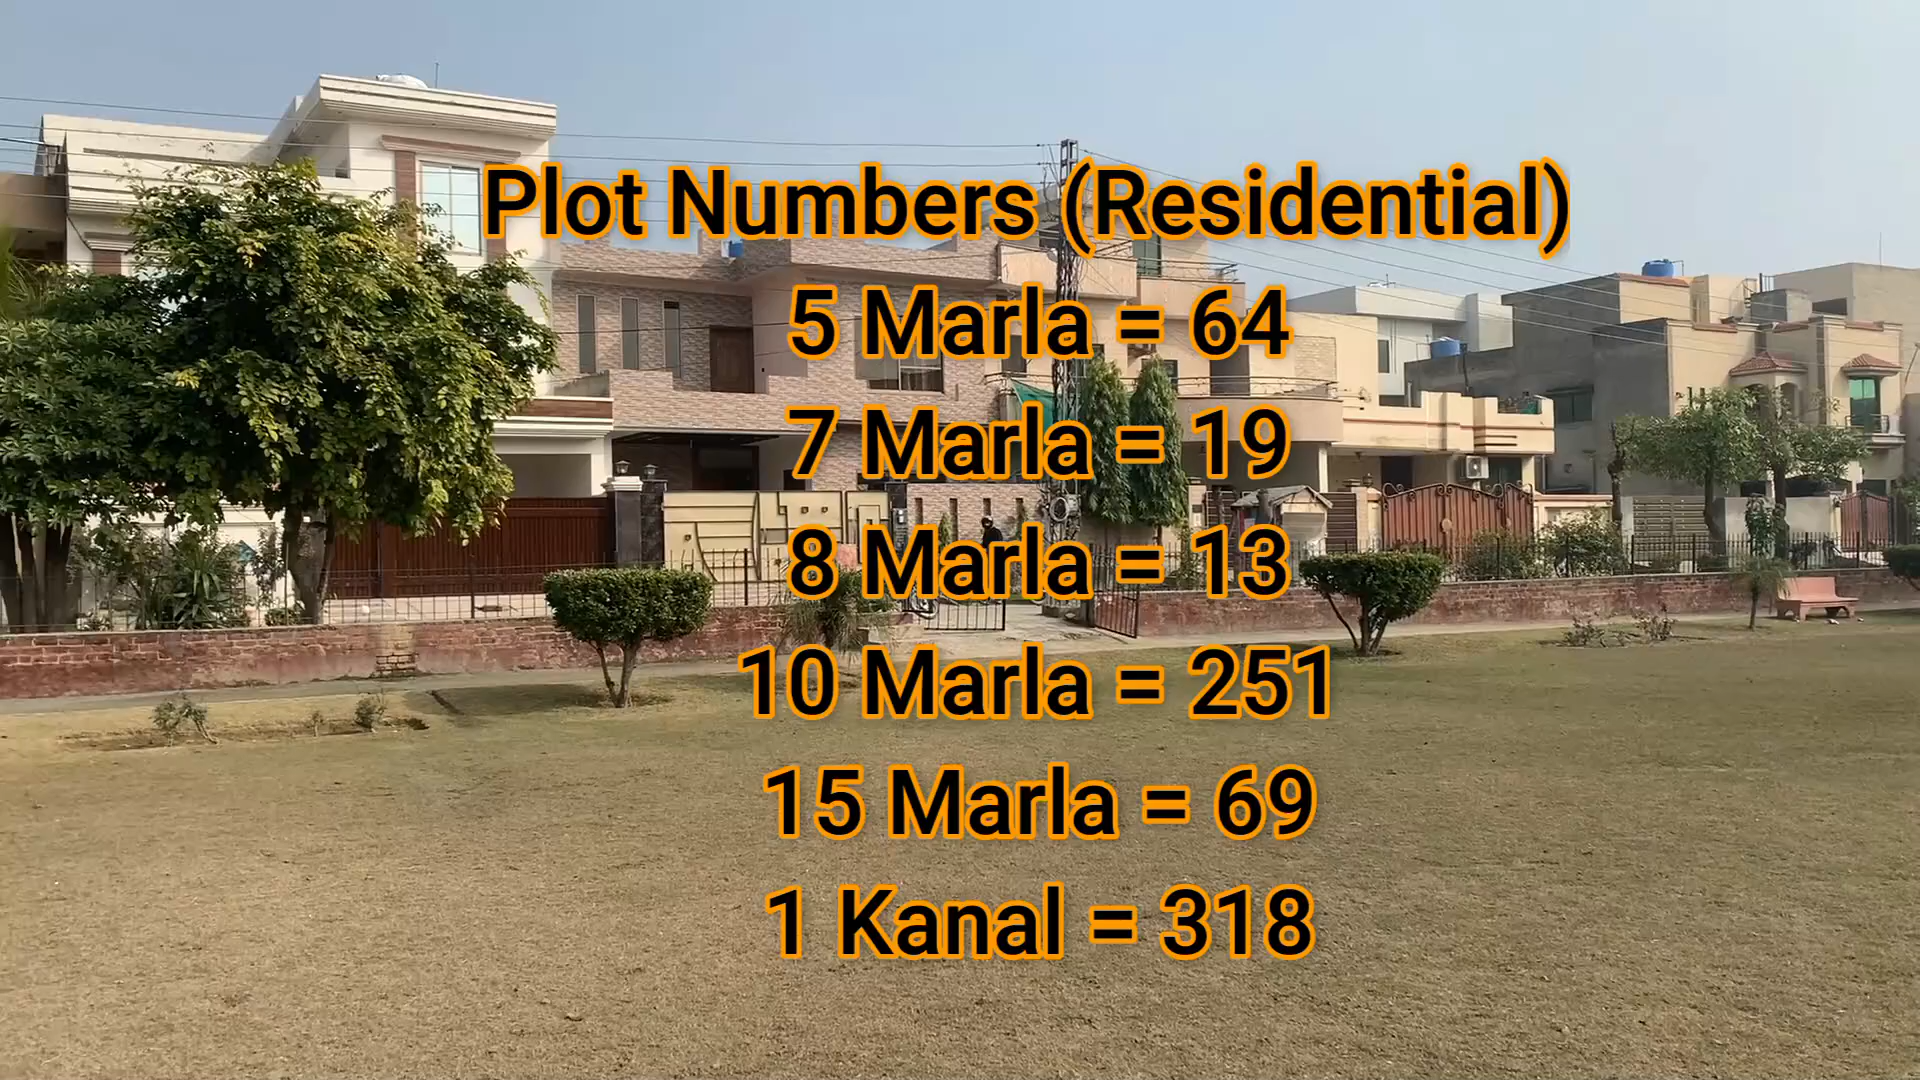 Plot Numbers (Residential)
5 Marla = 64
7 Marla = 19
8 Marla = 13
10 Marla = 251
15 Marla = 69
1 Kanal = 318